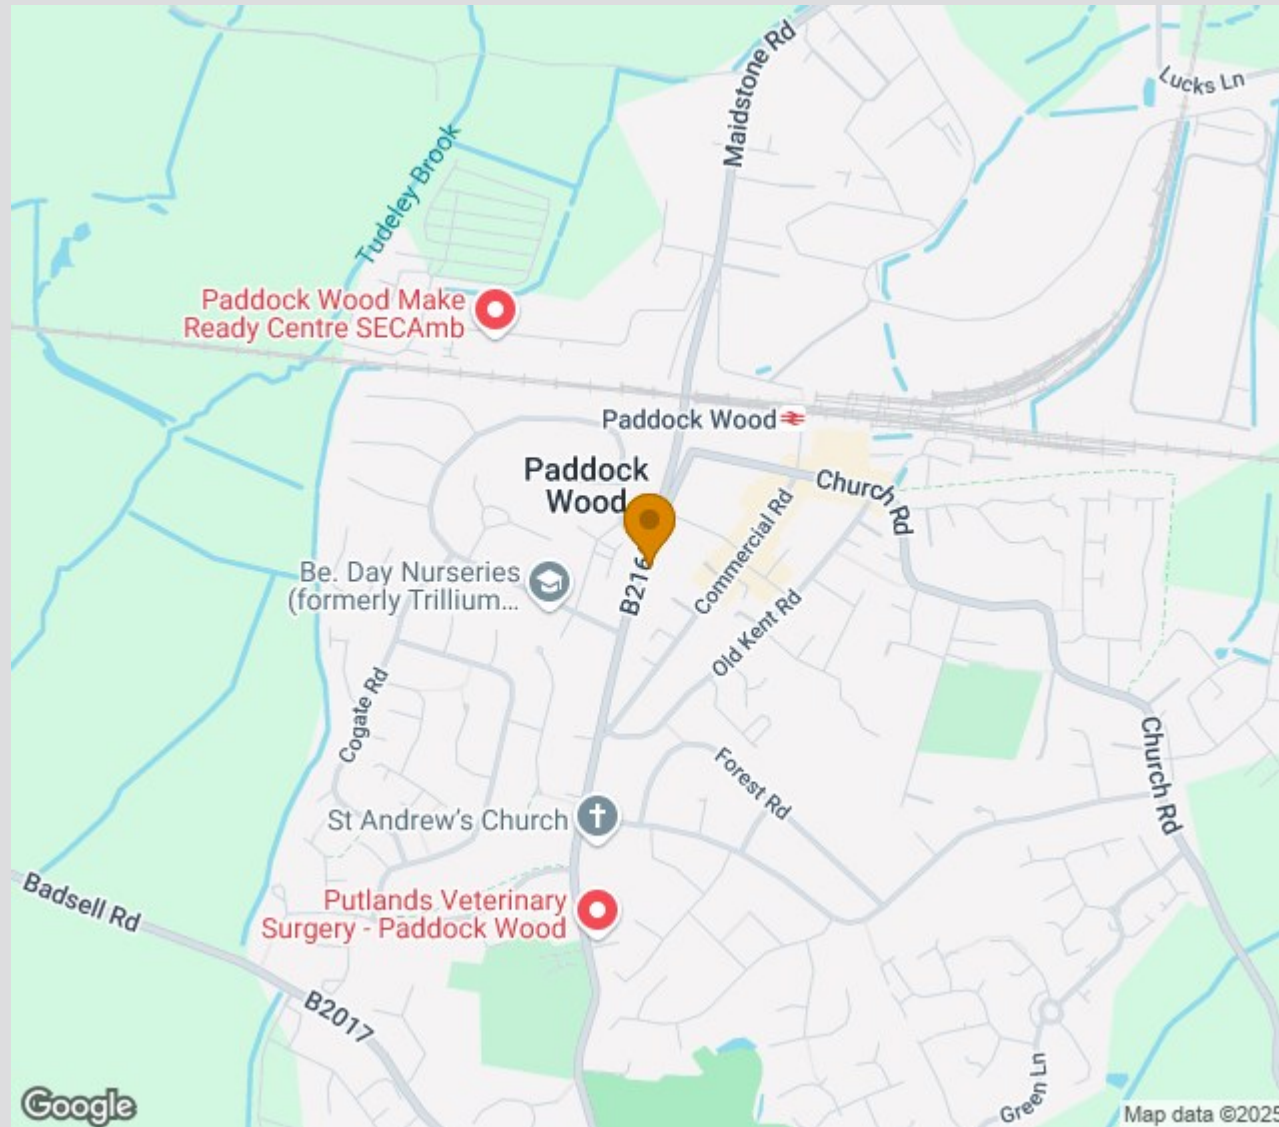 Maidstone Rd
Lucks Ln
Tudeley Brook
Paddock Wood Make
Ready Centre SECAmb
Paddock Wood
Paddock
Wood
Church Rd
Commercial Rd
B216
Be. Day Nurseries
(formerly Trillium...
Old Kent Rd
Cogate Rd
Church Rd
Forest Rd
St Andrew's Church
Putlands Veterinary
Surgery - Paddock Wood
Badsell Rd
B2017
Green Ln
Google
Map data ©2025